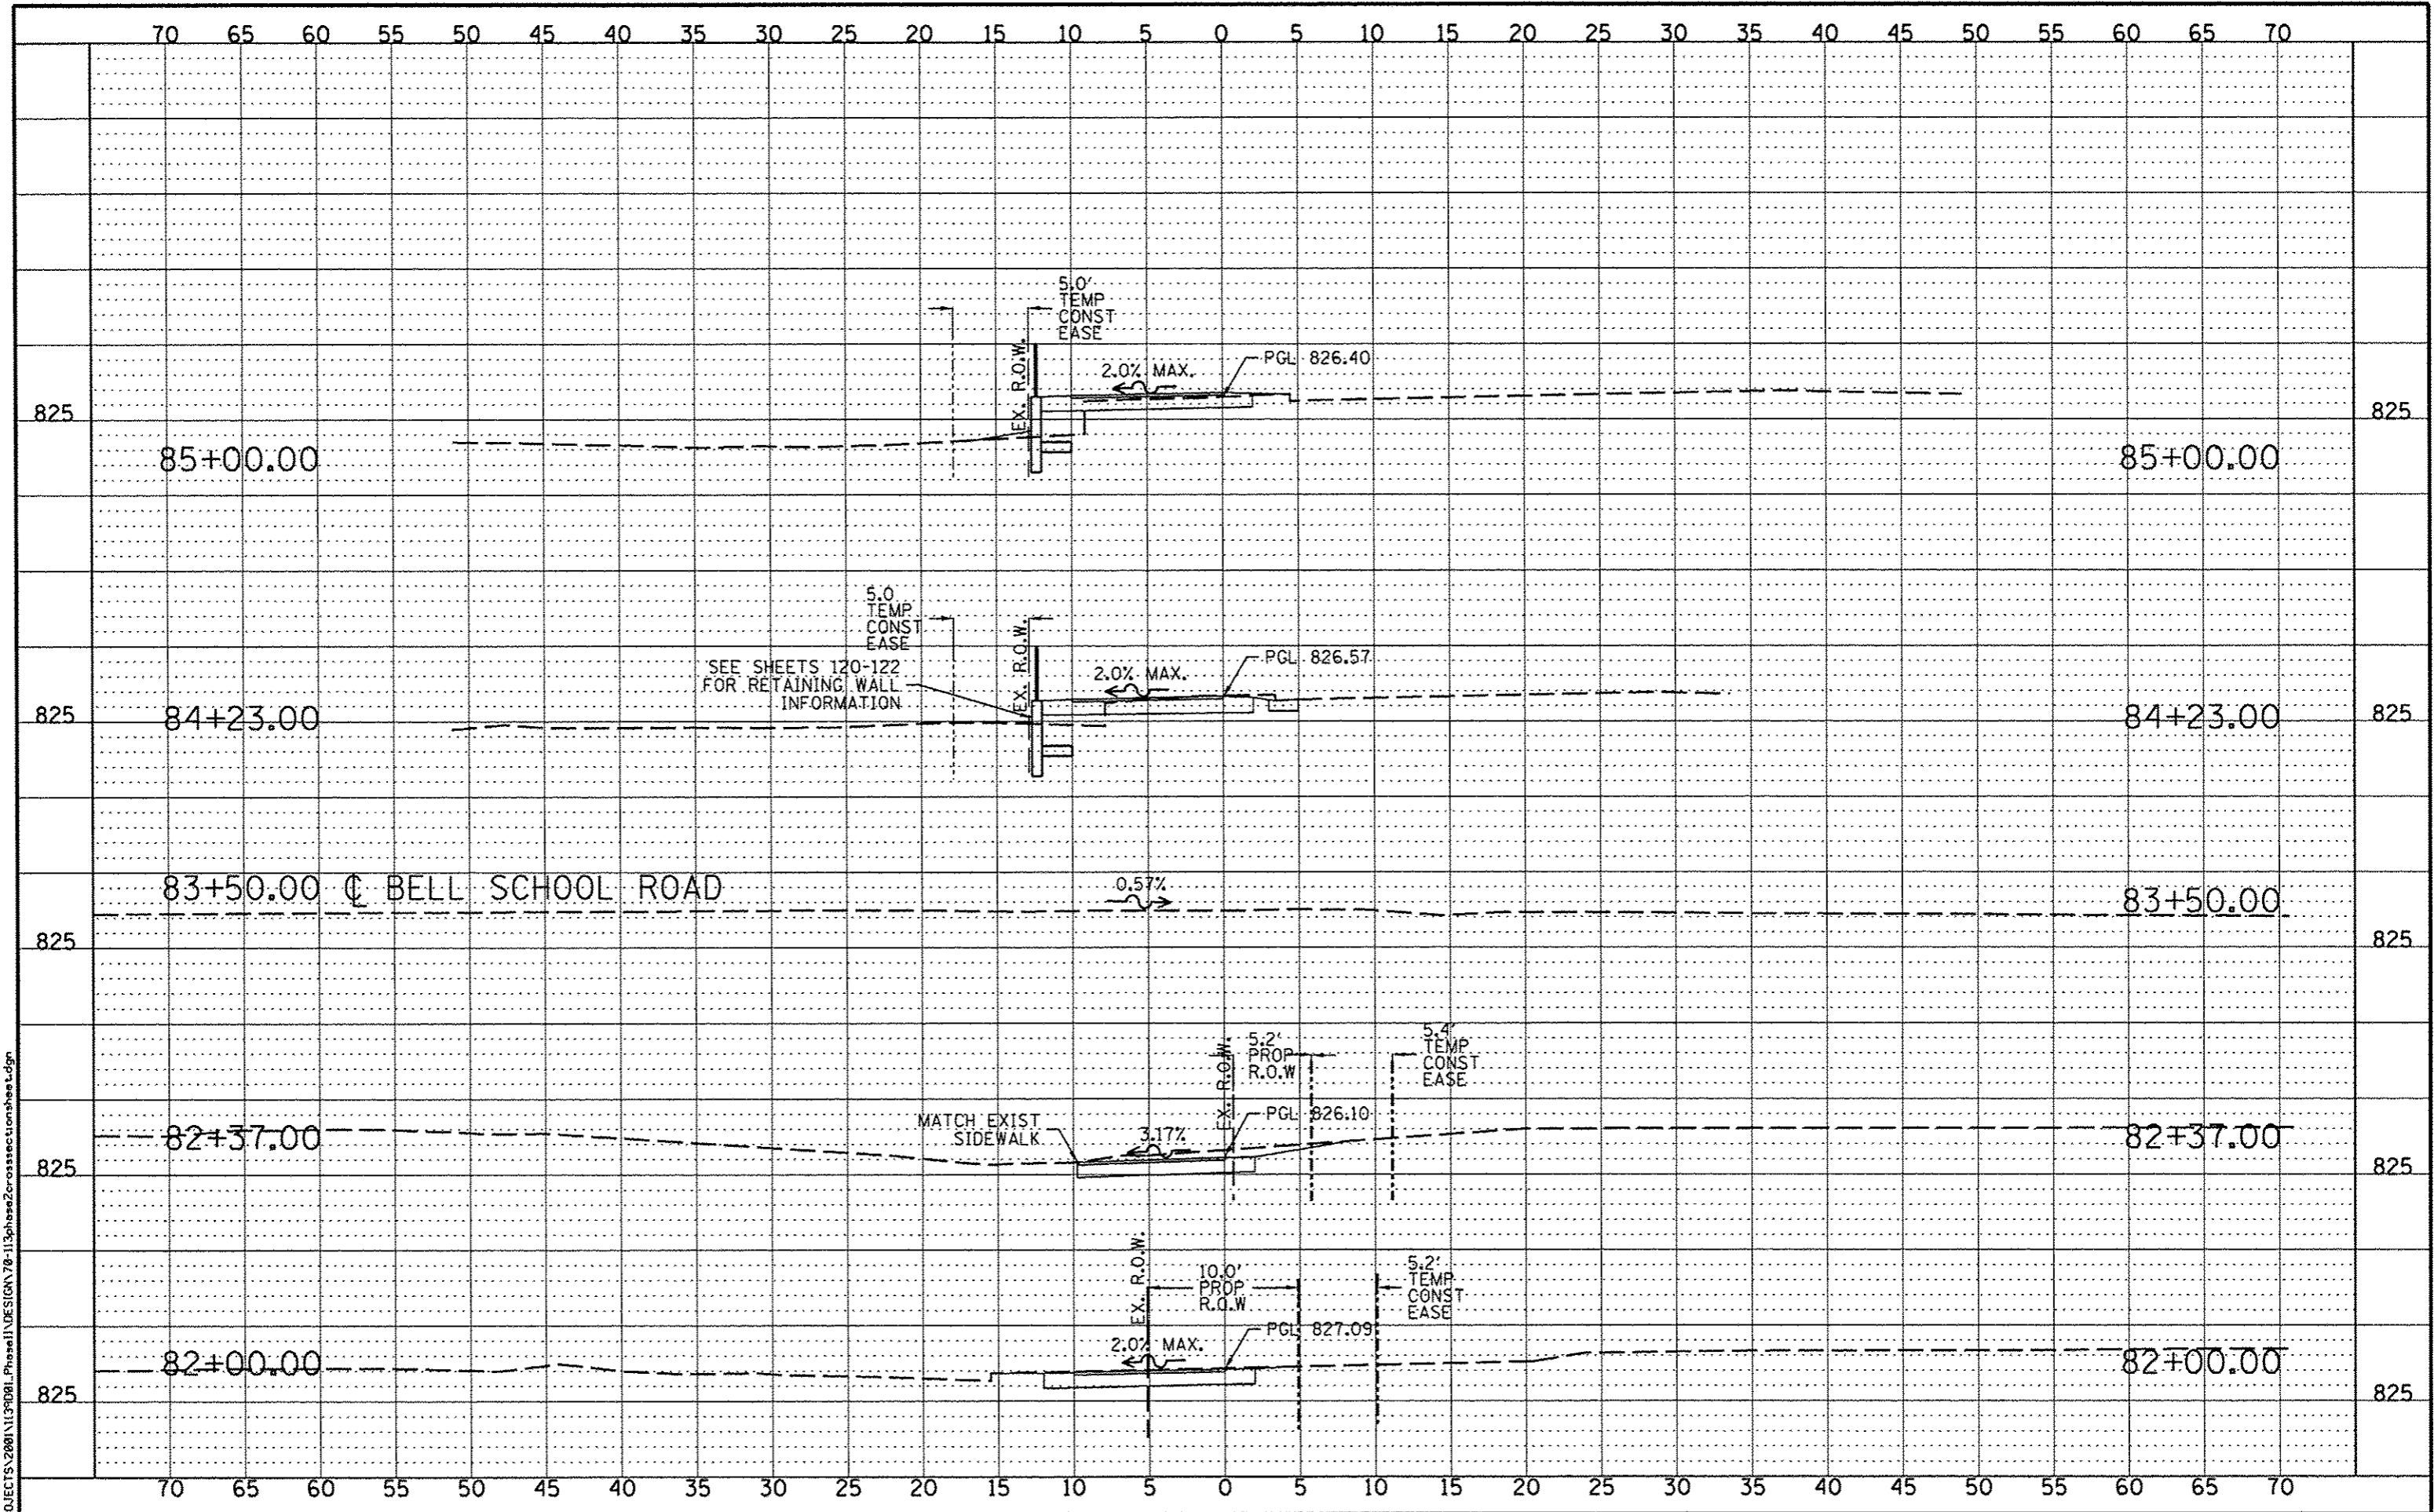 70 65 60 55 50 45 40 35 30 25 20 15 10 5 0 5 10 15 20 25 30 35 40 45 50 55 60 65 70
5.0'
TEMP
CONST
EASE
EX. R.O.W.
PGL 826.40
2.0% MAX.
825 825
85+00.00 85+00.00
5.0
TEMP
CONST
EASE
EX. R.O.W.
SEE SHEETS 120-122
FOR RETAINING WALL
INFORMATION
PGL 826.57
2.0% MAX.
825 84+23.00 84+23.00 825
83+50.00 ℄ BELL SCHOOL ROAD 0.57% 83+50.00
825 825
EX. R.O.W.
5.2'
PROP
R.O.W
5.4'
TEMP
CONST
EASE
MATCH EXIST
SIDEWALK
PGL 826.10
3.17%
82+37.00 82+37.00
825 825
EX. R.O.W.
10.0'
PROP
R.O.W
5.2'
TEMP
CONST
EASE
PGL 827.09
2.0% MAX.
82+00.00 82+00.00
825 825
70 65 60 55 50 45 40 35 30 25 20 15 10 5 0 5 10 15 20 25 30 35 40 45 50 55 60 65 70